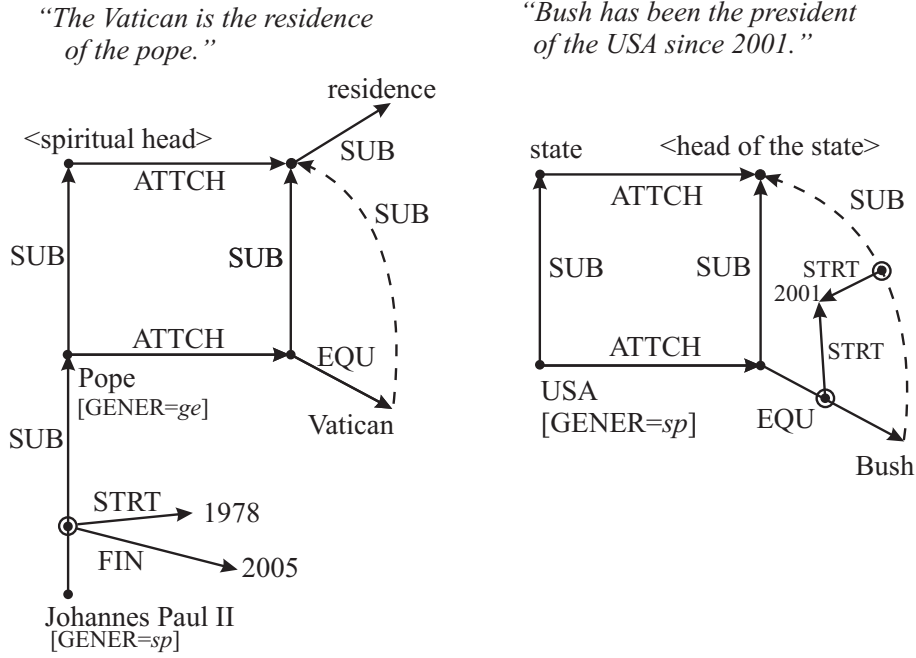 “The Vatican is the residence
of the pope.”
residence
<spiritual head>
SUB
ATTCH
SUB
SUB
SUB
ATTCH
EQU
Pope
[GENER=ge]
Vatican
SUB
STRT
1978
FIN
2005
Johannes Paul II
[GENER=sp]
“Bush has been the president
of the USA since 2001.”
state
<head of the state>
ATTCH
SUB
SUB
SUB
STRT
2001
STRT
ATTCH
USA
EQU
[GENER=sp]
Bush